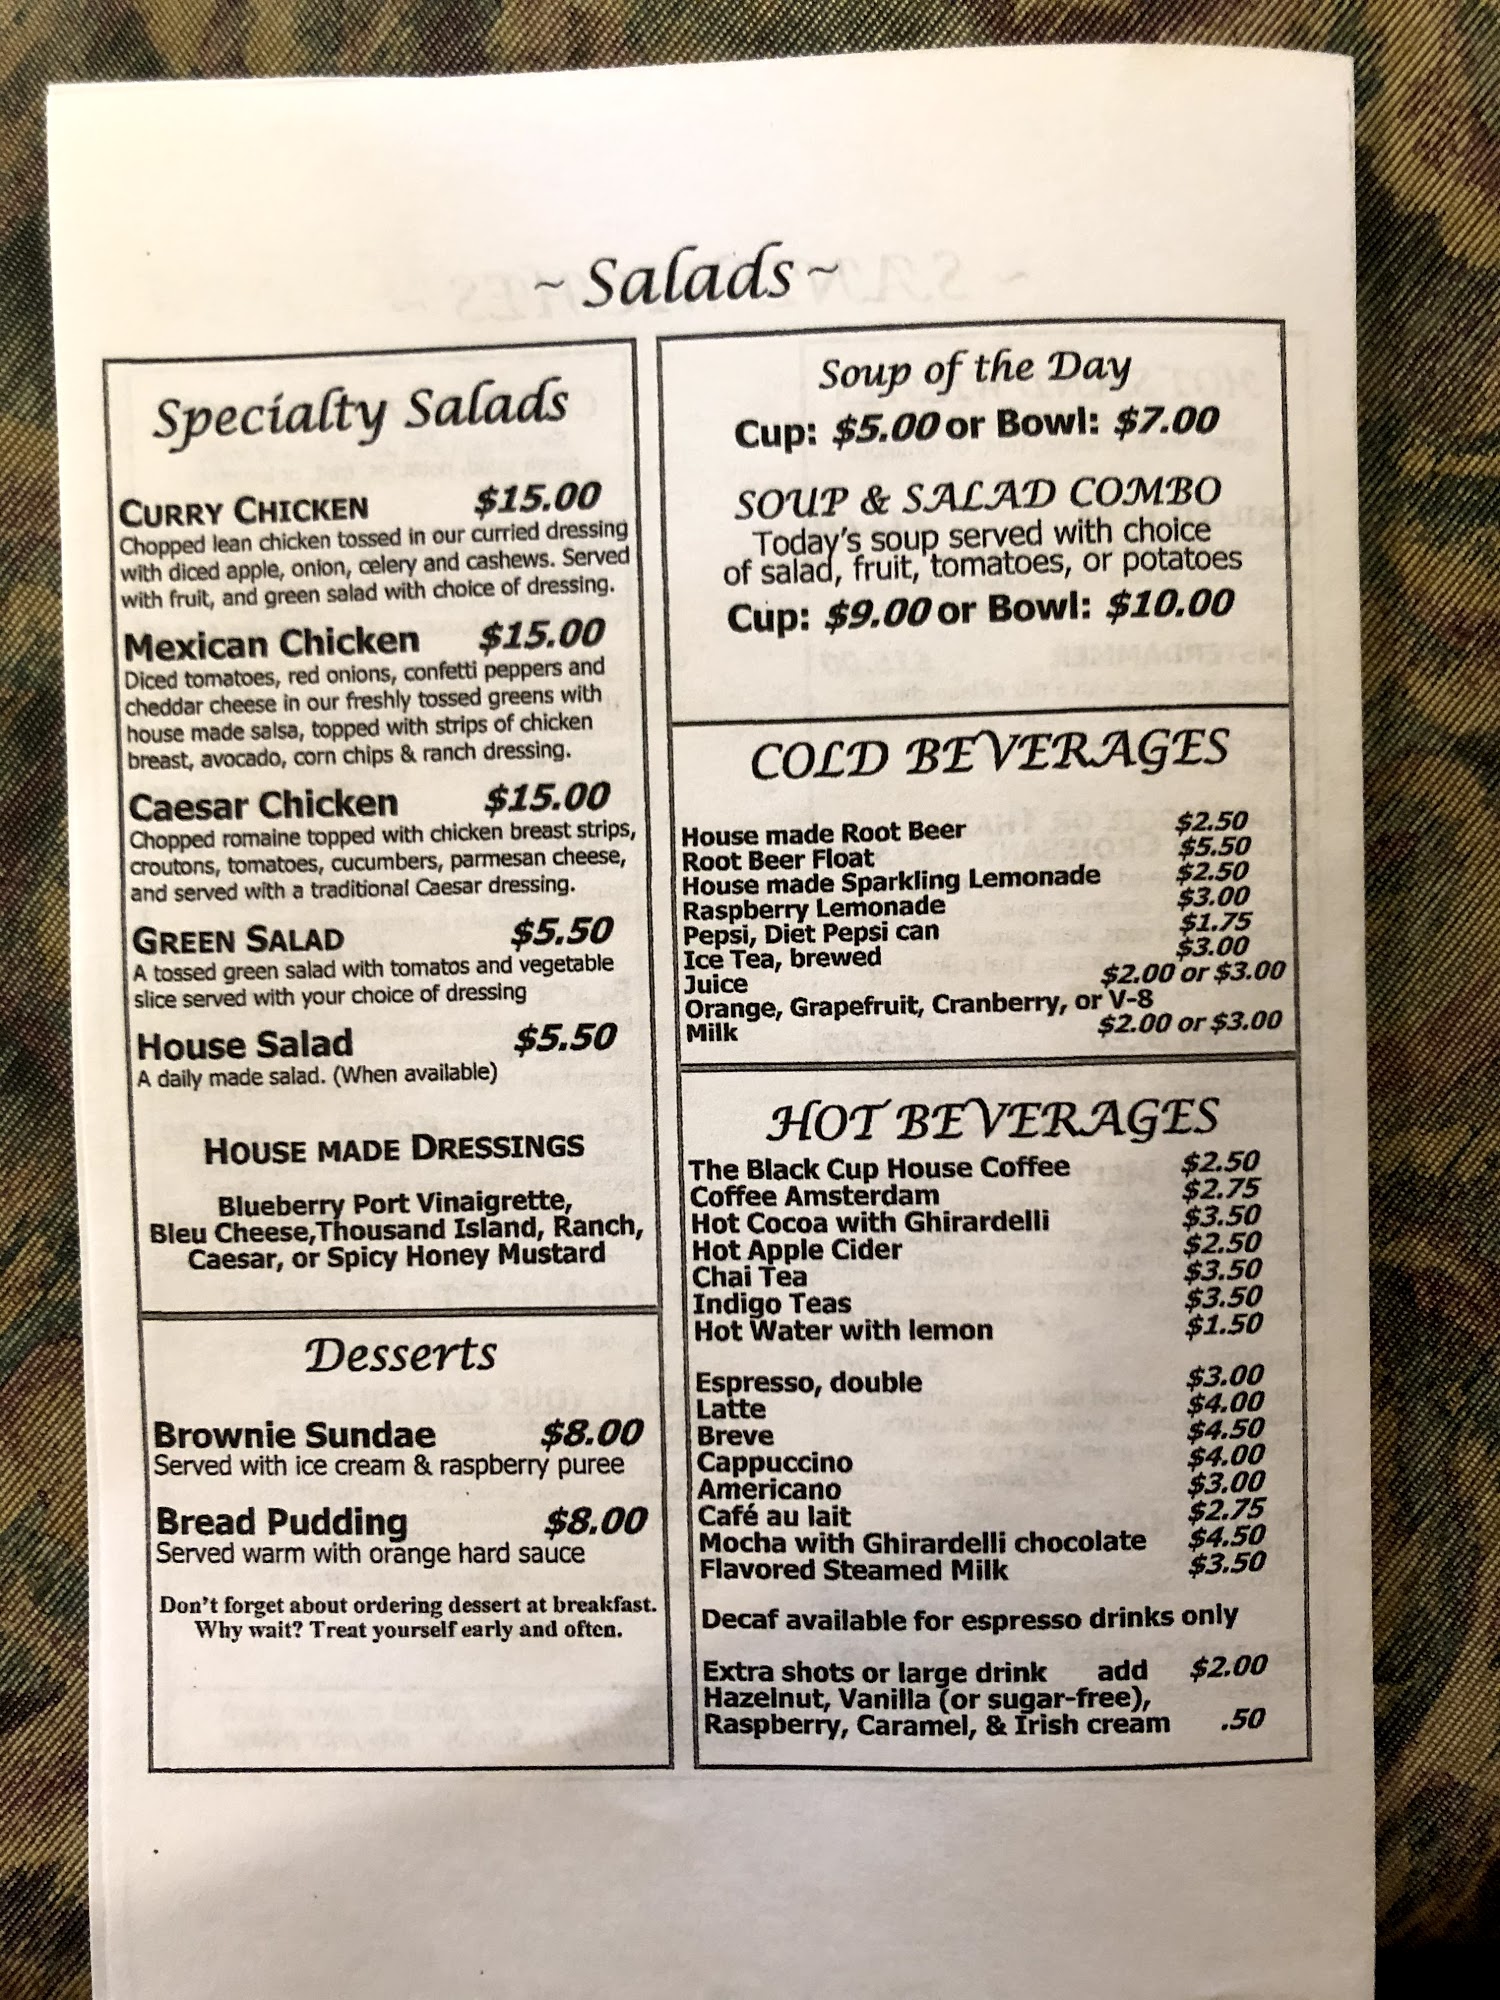 ~Salads~
Specialty Salads
CURRY CHICKEN $15.00
Chopped lean chicken tossed in our curried dressing
with diced apple, onion, celery and cashews. Served
with fruit, and green salad with choice of dressing.
Mexican Chicken $15.00
Diced tomatoes, red onions, confetti peppers and
cheddar cheese in our freshly tossed greens with
house made salsa, topped with strips of chicken
breast, avocado, corn chips & ranch dressing.
Caesar Chicken $15.00
Chopped romaine topped with chicken breast strips,
croutons, tomatoes, cucumbers, parmesan cheese,
and served with a traditional Caesar dressing.
GREEN SALAD $5.50
A tossed green salad with tomatos and vegetable
slice served with your choice of dressing
House Salad $5.50
A daily made salad. (When available)
HOUSE MADE DRESSINGS
Blueberry Port Vinaigrette,
Bleu Cheese,Thousand Island, Ranch,
Caesar, or Spicy Honey Mustard
Desserts
Brownie Sundae $8.00
Served with ice cream & raspberry puree
Bread Pudding $8.00
Served warm with orange hard sauce
Don't forget about ordering dessert at breakfast.
Why wait? Treat yourself early and often.
Soup of the Day
Cup: $5.00 or Bowl: $7.00
SOUP & SALAD COMBO
Today's soup served with choice
of salad, fruit, tomatoes, or potatoes
Cup: $9.00 or Bowl: $10.00
COLD BEVERAGES
House made Root Beer $2.50
Root Beer Float $5.50
House made Sparkling Lemonade $2.50
Raspberry Lemonade $3.00
Pepsi, Diet Pepsi can $1.75
Ice Tea, brewed $3.00
Juice $2.00 or $3.00
Orange, Grapefruit, Cranberry, or V-8
Milk $2.00 or $3.00
HOT BEVERAGES
The Black Cup House Coffee $2.50
Coffee Amsterdam $2.75
Hot Cocoa with Ghirardelli $3.50
Hot Apple Cider $2.50
Chai Tea $3.50
Indigo Teas $3.50
Hot Water with lemon $1.50
Espresso, double $3.00
Latte $4.00
Breve $4.50
Cappuccino $4.00
Americano $3.00
Café au lait $2.75
Mocha with Ghirardelli chocolate $4.50
Flavored Steamed Milk $3.50
Decaf available for espresso drinks only
Extra shots or large drink add $2.00
Hazelnut, Vanilla (or sugar-free),
Raspberry, Caramel, & Irish cream .50